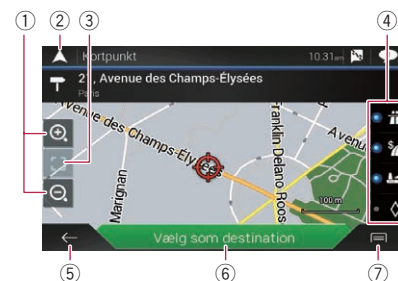 ① ② ③ ④
Kortpunkt 10.31
21, Avenue des Champs-Élysées
Paris
Avenue des Champs-Élysées
Marignan
Franklin Delano Roos
Avenu
100 m
Vælg som destination
⑤ ⑥ ⑦